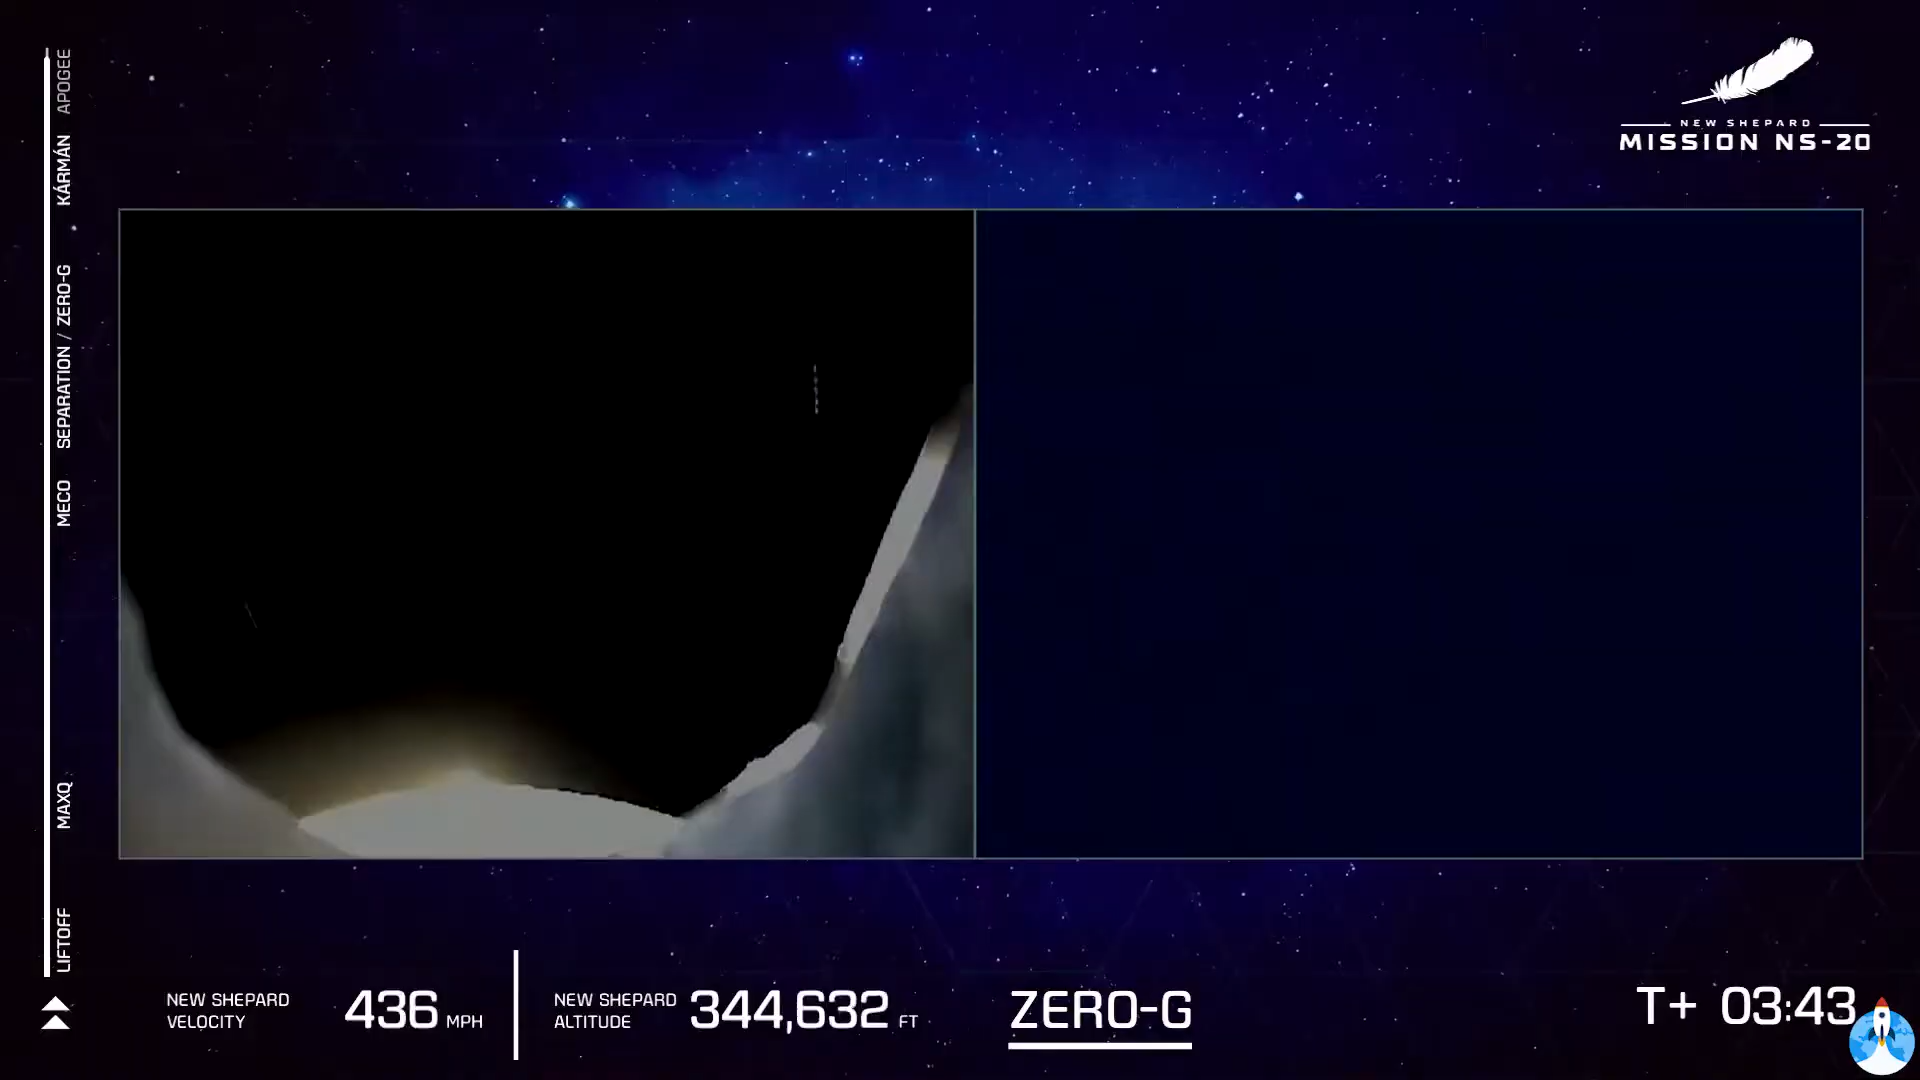 APOGEE
KÁRMÁN
SEPARATION / ZERO-G
MECO
MAXQ
LIFTOFF
NEW SHEPARD
MISSION NS-20
NEW SHEPARD
VELOCITY
436 MPH
NEW SHEPARD
ALTITUDE
344,632 FT
ZERO-G
T+ 03:43